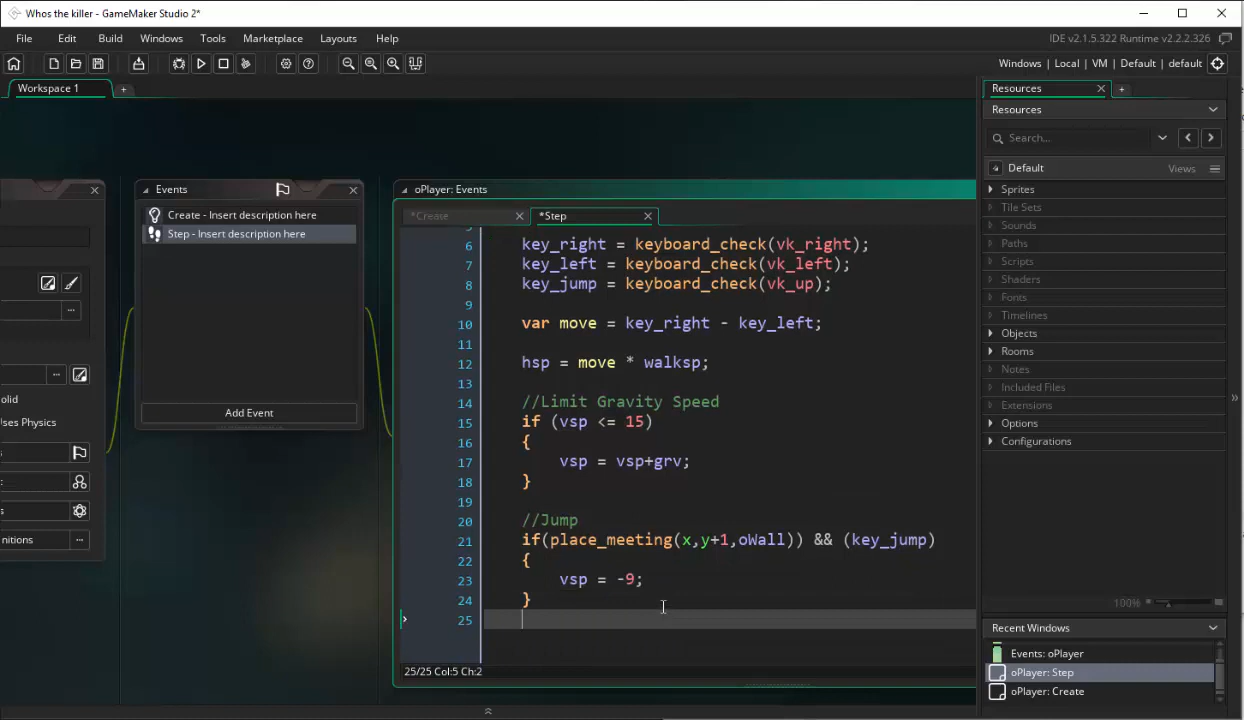 Whos the killer - GameMaker Studio 2*
File Edit Build Windows Tools Marketplace Layouts Help
IDE v2.1.5.322 Runtime v2.2.2.326
Windows | Local | VM | Default | default
Workspace 1
+
Resources
+
Resources
Search...
Default
Views
Sprites
Tile Sets
Sounds
Paths
Scripts
Shaders
Fonts
Timelines
Objects
Rooms
Notes
Included Files
Extensions
Options
Configurations
100%
Recent Windows
Events: oPlayer
oPlayer: Step
oPlayer: Create
olid
Uses Physics
s
t
s
nitions
Events
Create - Insert description here
Step - Insert description here
Add Event
oPlayer: Events
*Create
*Step
6 key_right = keyboard_check(vk_right);
7 key_left = keyboard_check(vk_left);
8 key_jump = keyboard_check(vk_up);
9
10 var move = key_right - key_left;
11
12 hsp = move * walksp;
13
14 //Limit Gravity Speed
15 if (vsp <= 15)
16 {
17 vsp = vsp+grv;
18 }
19
20 //Jump
21 if(place_meeting(x,y+1,oWall)) && (key_jump)
22 {
23 vsp = -9;
24 }
25
25/25 Col:5 Ch:2